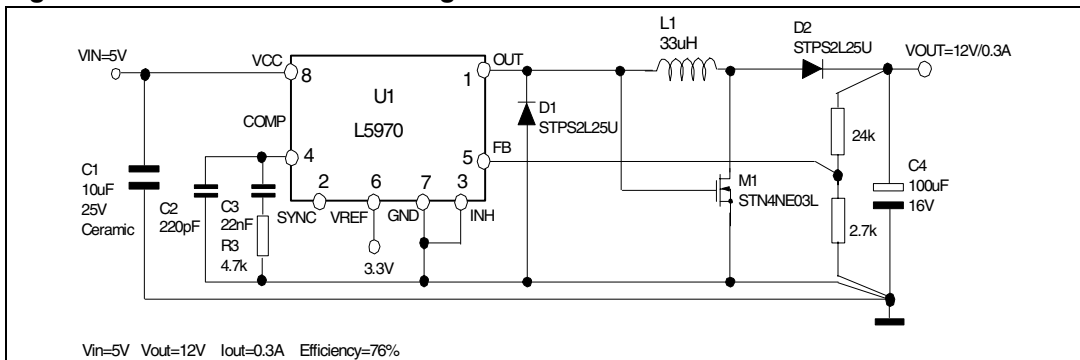 VIN=5V
VCC
8
COMP
4
U1
L5970
1
OUT
5
FB
2
6
7
3
SYNC
VREF
GND
INH
3.3V
C1
10uF
25V
Ceramic
C2
220pF
C3
22nF
R3
4.7k
D1
STPS2L25U
L1
33uH
D2
STPS2L25U
VOUT=12V/0.3A
M1
STN4NE03L
24k
2.7k
C4
100uF
16V
Vin=5V Vout=12V Iout=0.3A Efficiency=76%